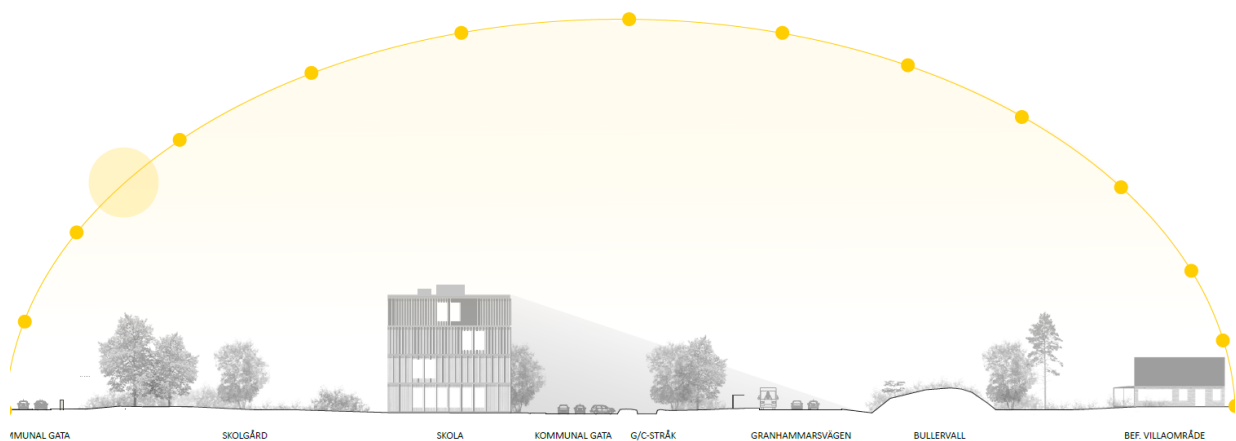 MMUNAL GATA
SKOLGÅRD
SKOLA
KOMMUNAL GATA
G/C-STRÅK
GRANHAMMARSVÄGEN
BULLERVALL
BEF. VILLAOMRÅDE